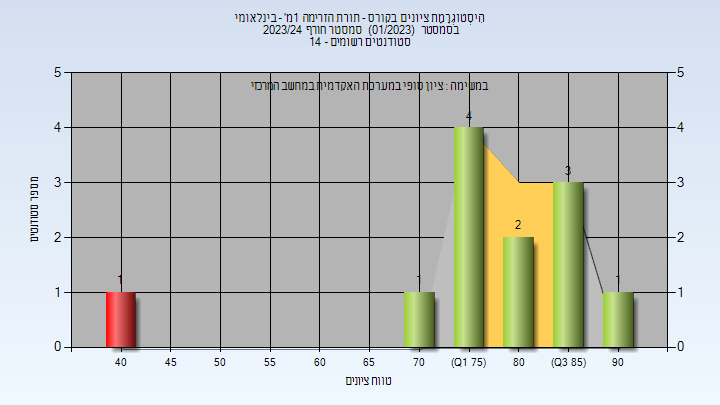 היסטוגרמת ציונים בקורס - תורת הזרימה 1מ' - בינלאומי
בסמסטר (01/2023) סמסטר חורף 2023/24
סטודנטים רשומים - 14
במשימה : ציון סופי במערכת האקדמית במחשב המרכזי
5 5
4 4
3 3
2 2
1 1
0 0
1 1 4 2 3 1
40 45 50 55 60 65 70 (Q1 75) 80 (Q3 85) 90
מספר סטודנטים
טווח ציונים